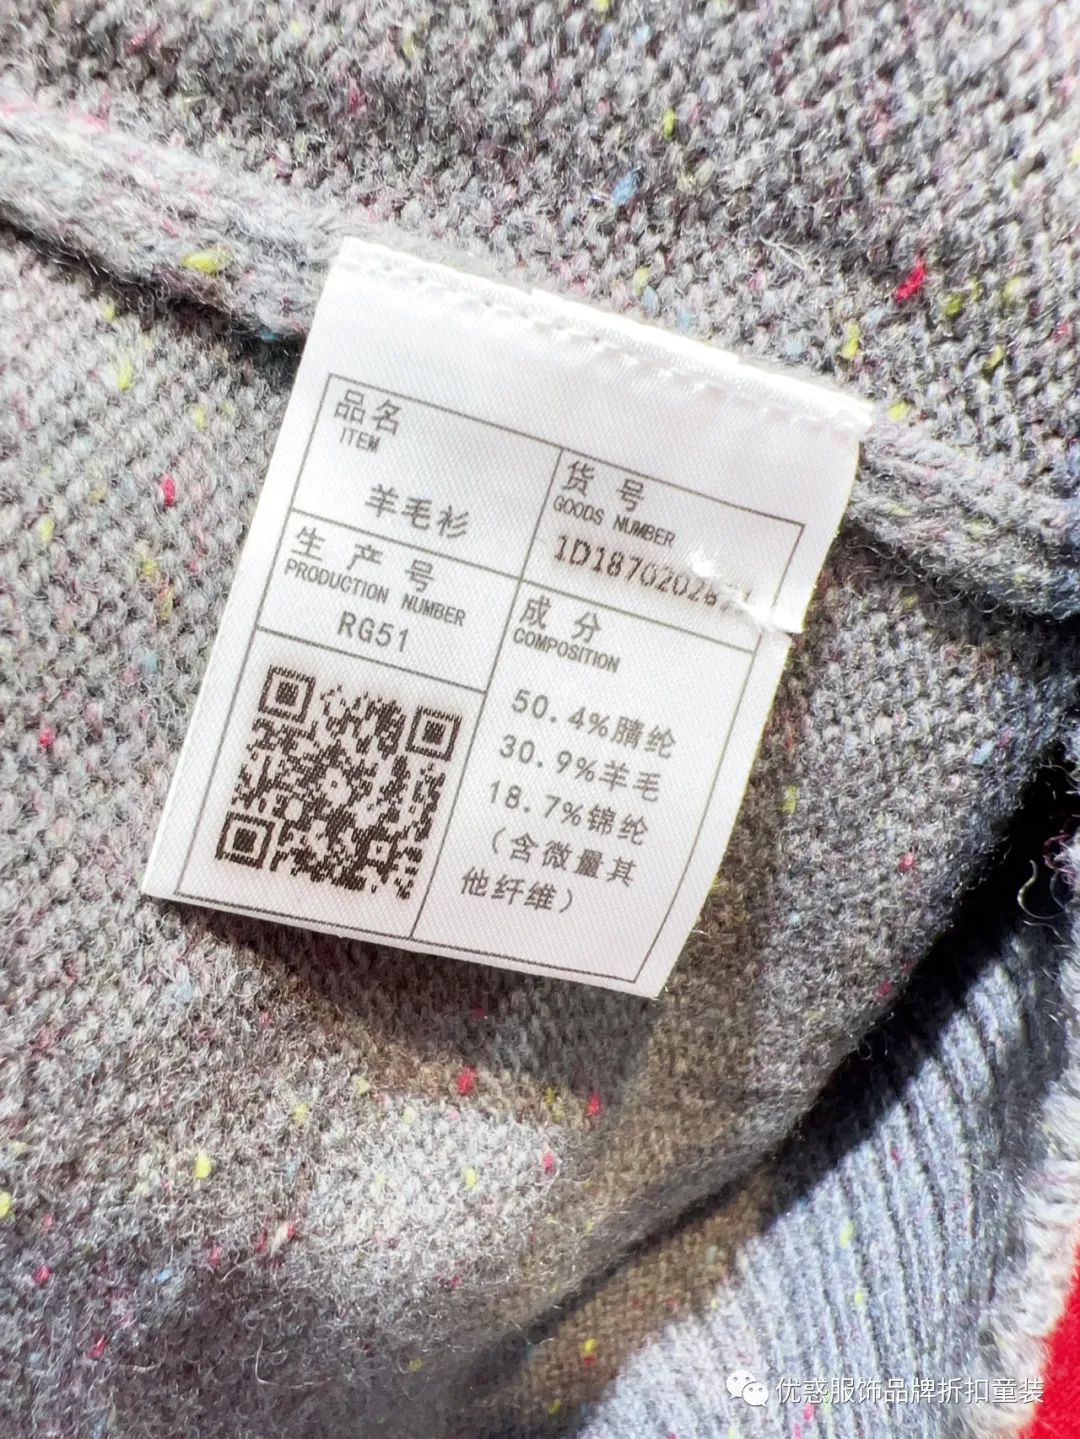 品名
ITEM
羊毛衫
货号
GOODS NUMBER
生产号
PRODUCTION NUMBER
RG51
成分
COMPOSITION
50.4%腈纶
30.9%羊毛
18.7%锦纶
（含微量其
他纤维）
优惑服饰品牌折扣童装